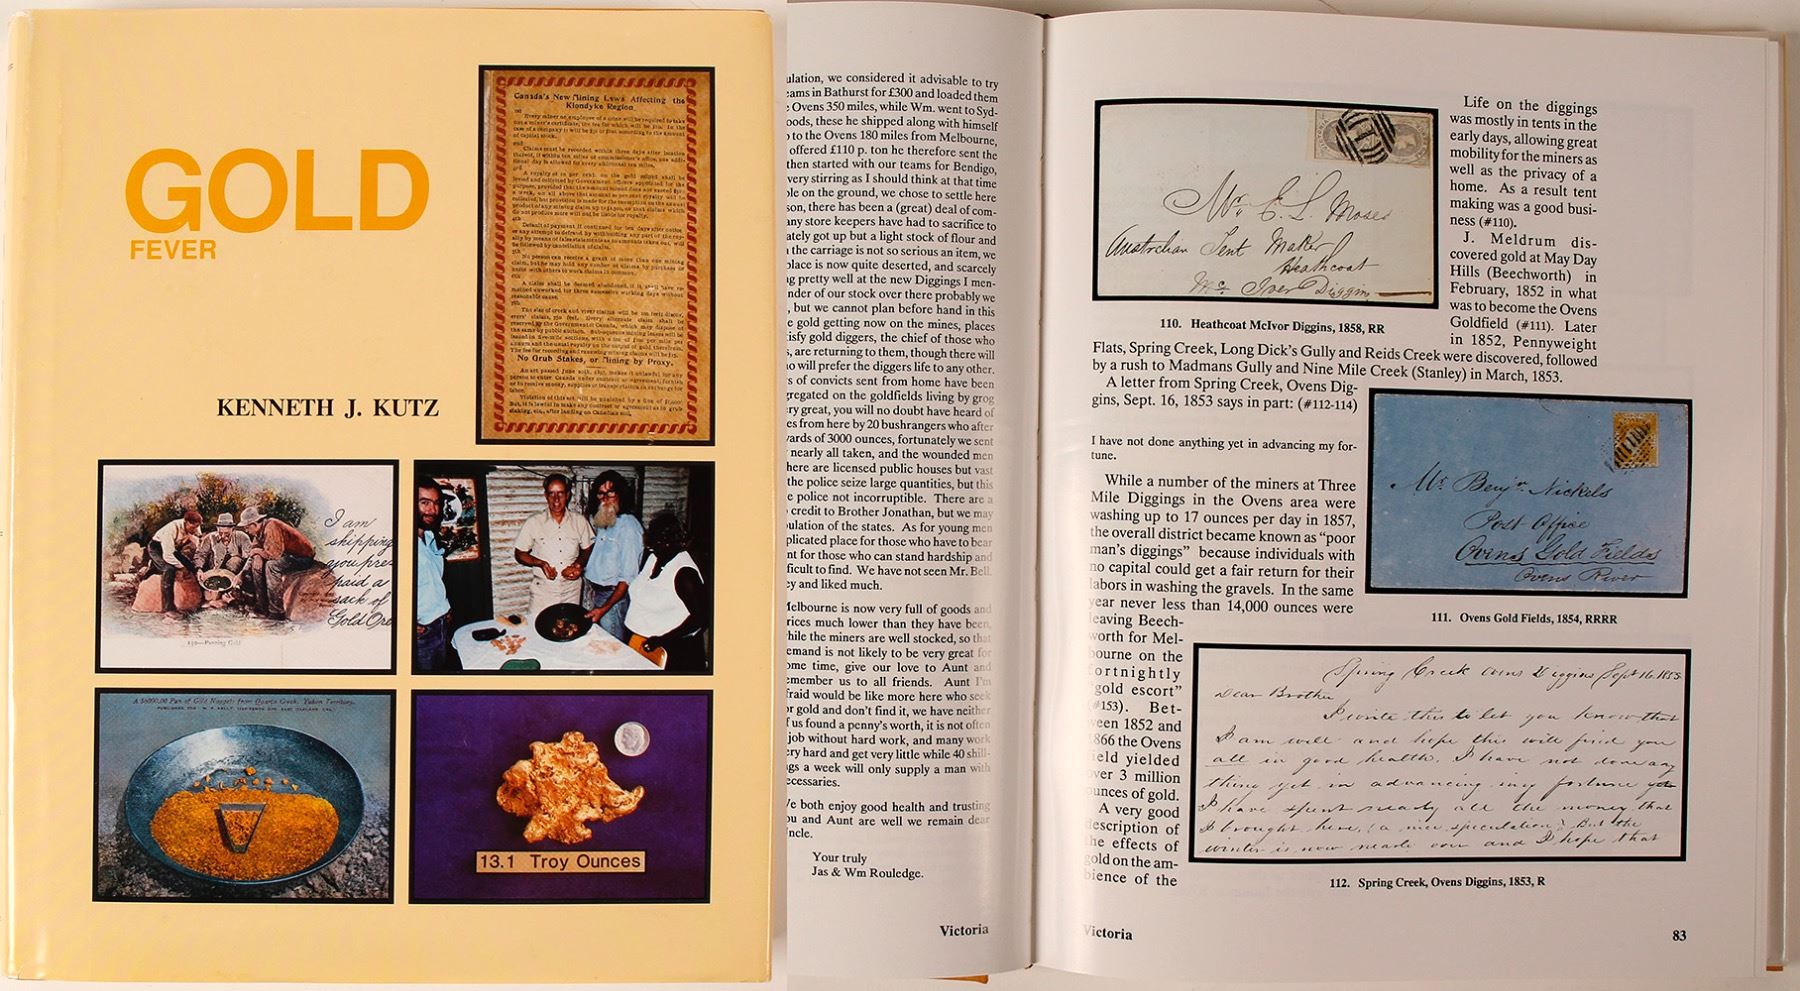 GOLD
FEVER
Canada's New Mining Laws Affecting the
Klondyke Region.
No Grub Stakes, or Mining by Proxy.
KENNETH J. KUTZ
I am
shipping
you pre
paid a
sack of
Gold Ore
A $8000.00 Pan of Gold Nuggets from Quartz Creek. Yukon Territory.
13.1 Troy Ounces
ulation, we considered it advisable to try
eams in Bathurst for £300 and loaded them
Ovens 350 miles, while Wm. went to Syd-
oods, these he shipped along with himself
to the Ovens 180 miles from Melbourne,
offered £110 p. ton he therefore sent the
then started with our teams for Bendigo,
very stirring as I should think at that time
ble on the ground, we chose to settle here
son, there has been a (great) deal of com-
any store keepers have had to sacrifice to
ately got up but a light stock of flour and
the carriage is not so serious an item, we
place is now quite deserted, and scarcely
ng pretty well at the new Diggings I men-
nder of our stock over there probably we
, but we cannot plan before hand in this
e gold getting now on the mines, places
isfy gold diggers, the chief of those who
s, are returning to them, though there will
o will prefer the diggers life to any other.
s of convicts sent from home have been
gregated on the goldfields living by grog
ry great, you will no doubt have heard of
es from here by 20 bushrangers who after
ards of 3000 ounces, fortunately we sent
nearly all taken, and the wounded men
here are licensed public houses but vast
the police seize large quantities, but this
e police not incorruptible. There are a
credit to Brother Jonathan, but we may
ulation of the states. As for young men
plicated place for those who have to bear
nt for those who can stand hardship and
ficult to find. We have not seen Mr. Bell.
ey and liked much.
Melbourne is now very full of goods and
rices much lower than they have been,
hile the miners are well stocked, so that
emand is not likely to be very great for
ome time, give our love to Aunt and
emember us to all friends. Aunt I'm
fraid would be like more here who seek
or gold and don't find it, we have neither
f us found a penny's worth, it is not often
job without hard work, and many work
ery hard and get very little while 40 shill-
gs a week will only supply a man with
ecessaries.
e both enjoy good health and trusting
ou and Aunt are well we remain dear
ncle.
Your truly
Jas & Wm Rouledge.
Victoria
Mr. E. L. Moses
Australian Tent Maker
Heathcoat
Mc Iver Diggins
110. Heathcoat McIvor Diggins, 1858, RR
Life on the diggings
was mostly in tents in the
early days, allowing great
mobility for the miners as
well as the privacy of a
home. As a result tent
making was a good busi-
ness (#110).
J. Meldrum dis-
covered gold at May Day
Hills (Beechworth) in
February, 1852 in what
was to become the Ovens
Goldfield (#111). Later
in 1852, Pennyweight
Flats, Spring Creek, Long Dick's Gully and Reids Creek were discovered, followed
by a rush to Madmans Gully and Nine Mile Creek (Stanley) in March, 1853.
A letter from Spring Creek, Ovens Dig-
gins, Sept. 16, 1853 says in part: (#112-114)
I have not done anything yet in advancing my for-
tune.
While a number of the miners at Three
Mile Diggings in the Ovens area were
washing up to 17 ounces per day in 1857,
the overall district became known as "poor
man's diggings" because individuals with
no capital could get a fair return for their
labors in washing the gravels. In the same
year never less than 14,000 ounces were
leaving Beech-
worth for Mel-
bourne on the
fortnightly
"gold escort"
(#153). Bet-
ween 1852 and
1866 the Ovens
ield yielded
over 3 million
ounces of gold.
A very good
description of
the effects of
gold on the am-
bience of the
Mr. Benjn. Nickels
Post Office
Ovens Gold Fields
Ovens River
111. Ovens Gold Fields, 1854, RRRR
Spring Creek Ovens Diggins Sept 16 1853
Dear Brother
I write this to let you know that
I am well and hope this will find you
all in good health. I have not done any
thing yet in advancing my fortune
I have spent nearly all the money that
I brought here, (a nice speculation). But the
winter is now nearly over and I hope that
112. Spring Creek, Ovens Diggins, 1853, R
Victoria
83